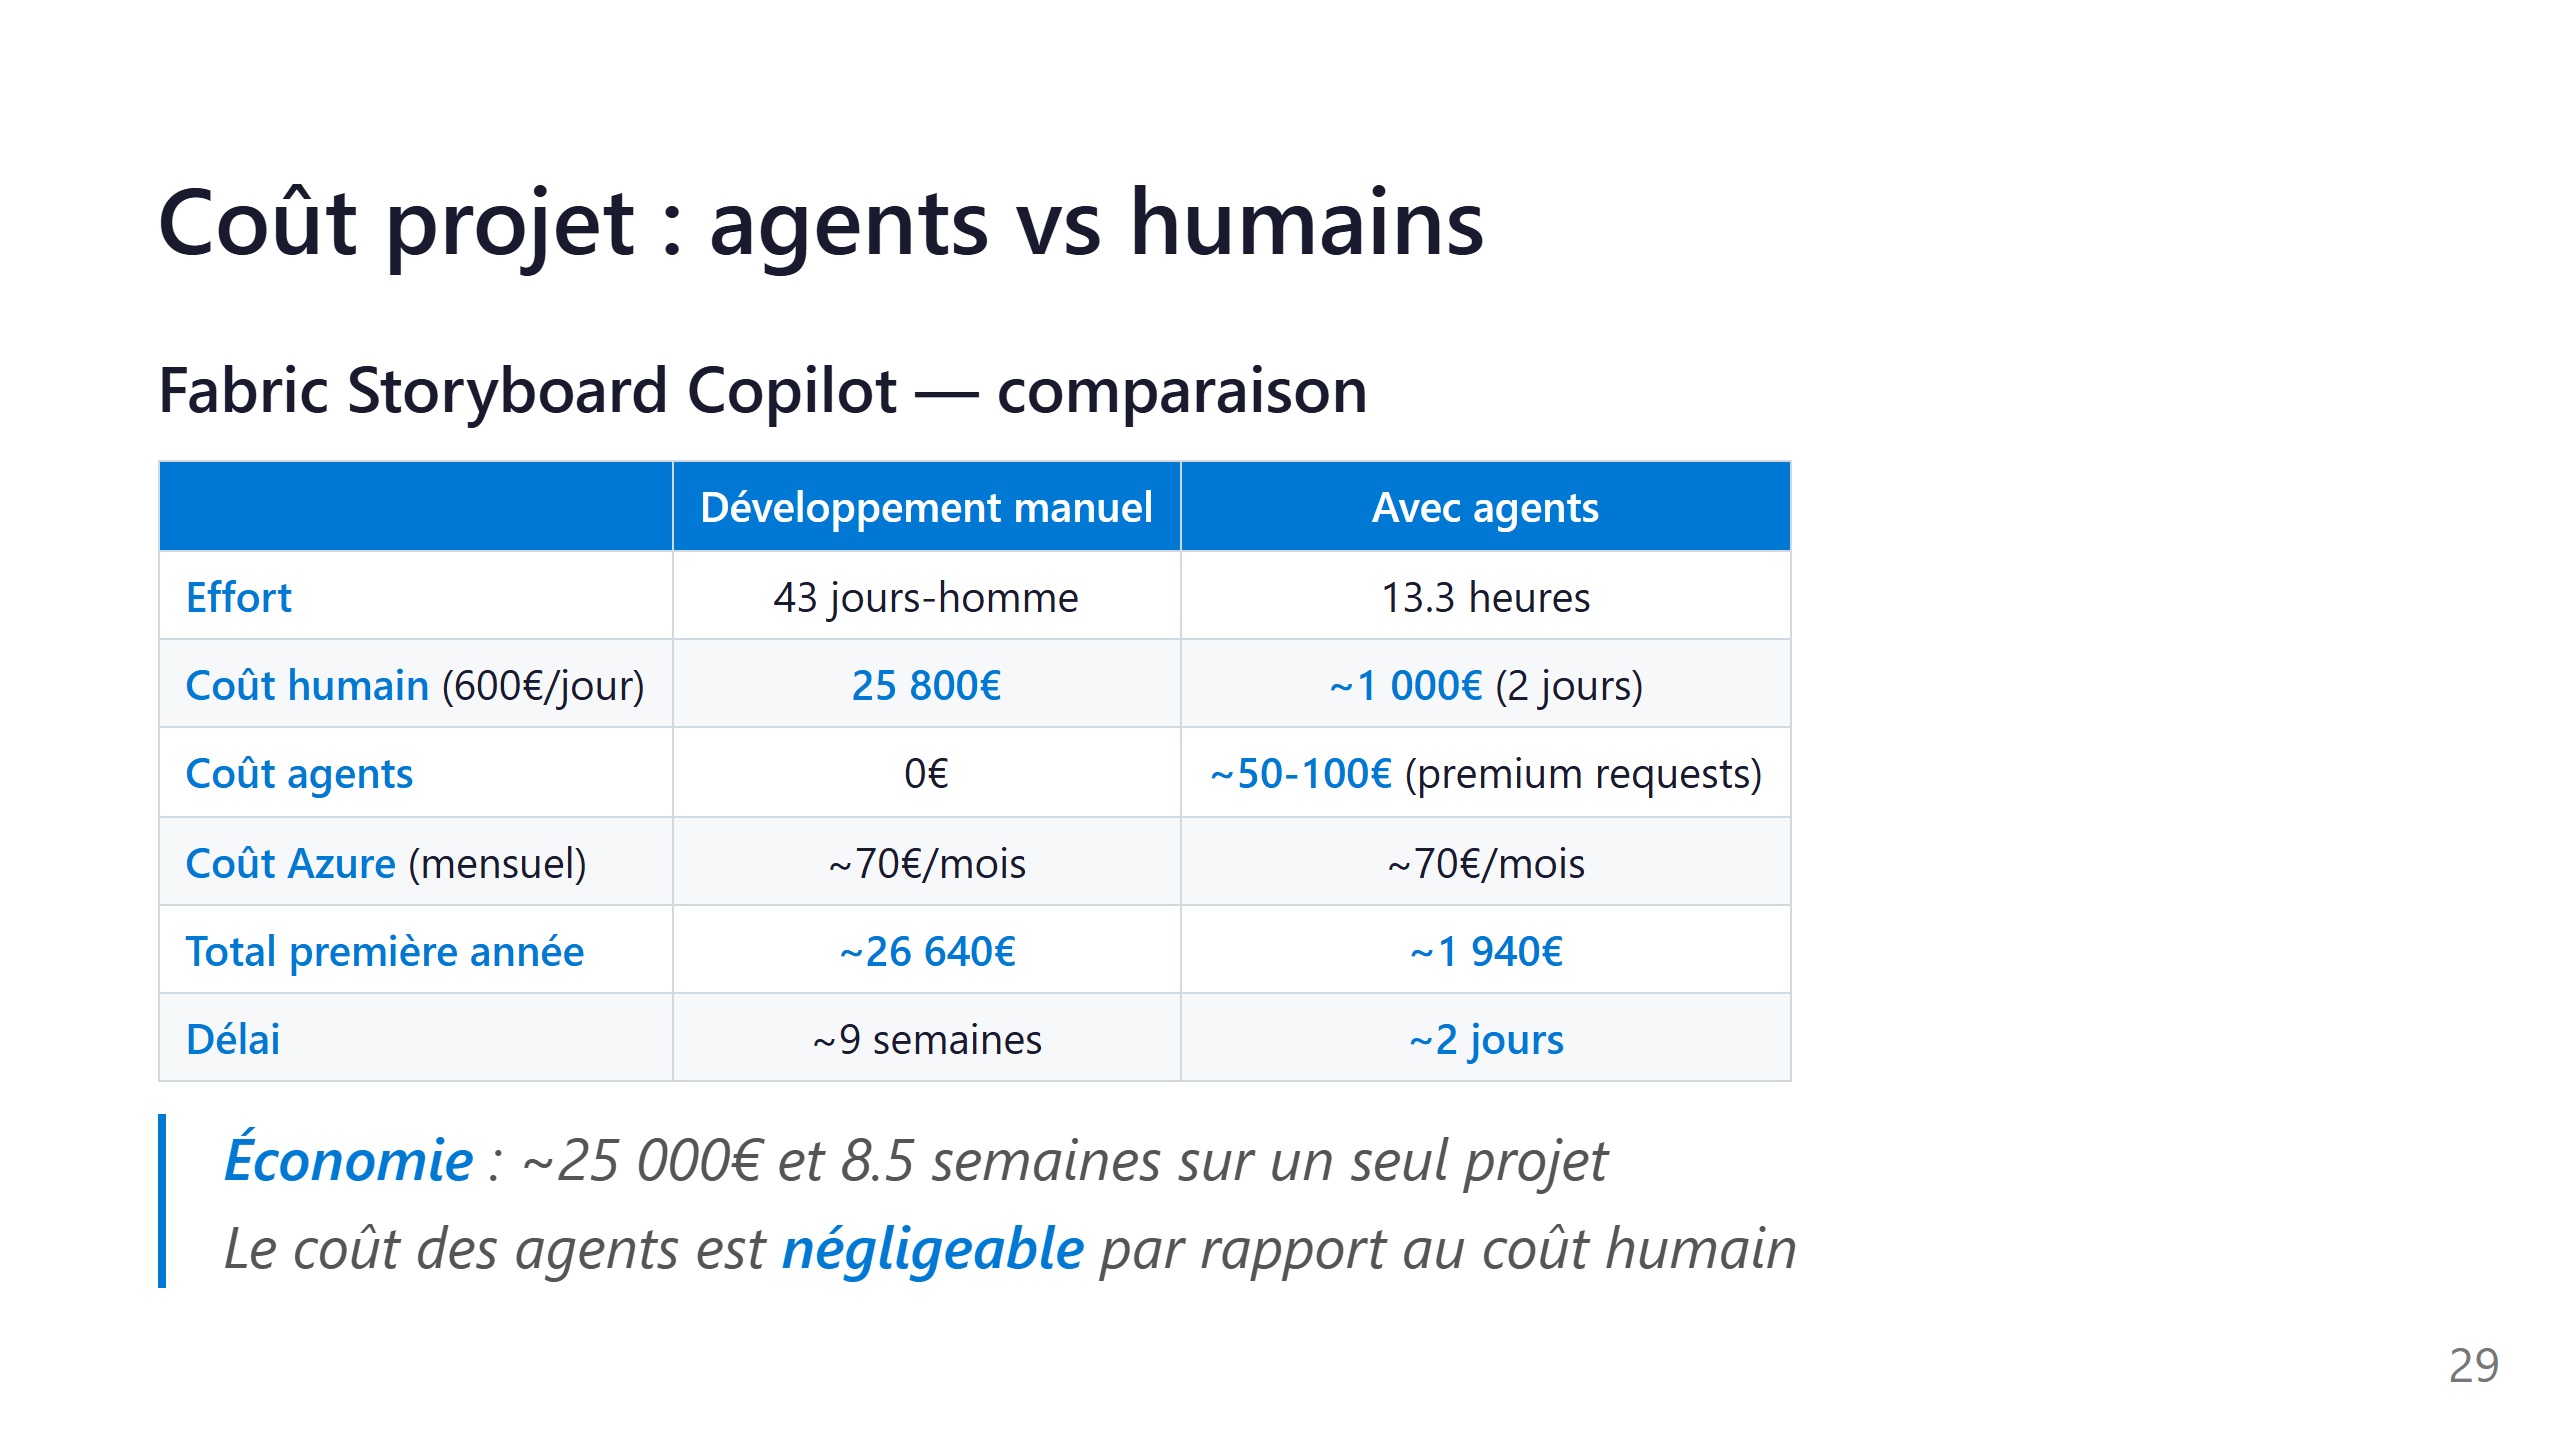 Coût projet : agents vs humains
Fabric Storyboard Copilot — comparaison
Développement manuel Avec agents
Effort 43 jours-homme 13.3 heures
Coût humain (600€/jour) 25 800€ ~1 000€ (2 jours)
Coût agents 0€ ~50-100€ (premium requests)
Coût Azure (mensuel) ~70€/mois ~70€/mois
Total première année ~26 640€ ~1 940€
Délai ~9 semaines ~2 jours
Économie : ~25 000€ et 8.5 semaines sur un seul projet
Le coût des agents est négligeable par rapport au coût humain
29